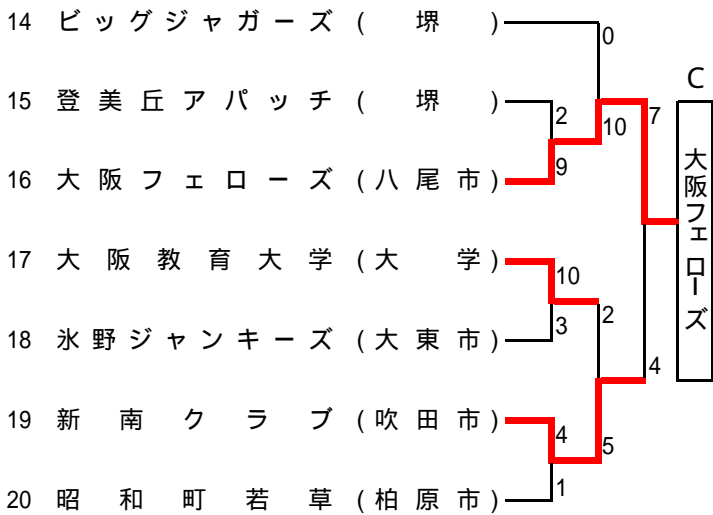 14 ビッグジャガーズ (堺)
0
C
15 登美丘アパッチ (堺)
2
10
7
16 大阪フェローズ (八尾市)
9
大阪フェローズ
17 大阪教育大学 (大学)
10
2
18 氷野ジャンキーズ (大東市)
3
4
19 新南クラブ (吹田市)
4
5
20 昭和町若草 (柏原市)
1